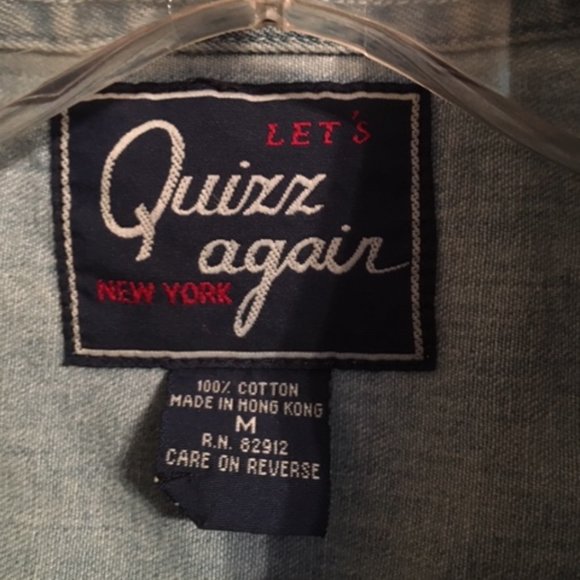 LET'S
Quizz
again
NEW YORK
100% COTTON
MADE IN HONG KONG
M
R.N. 82912
CARE ON REVERSE